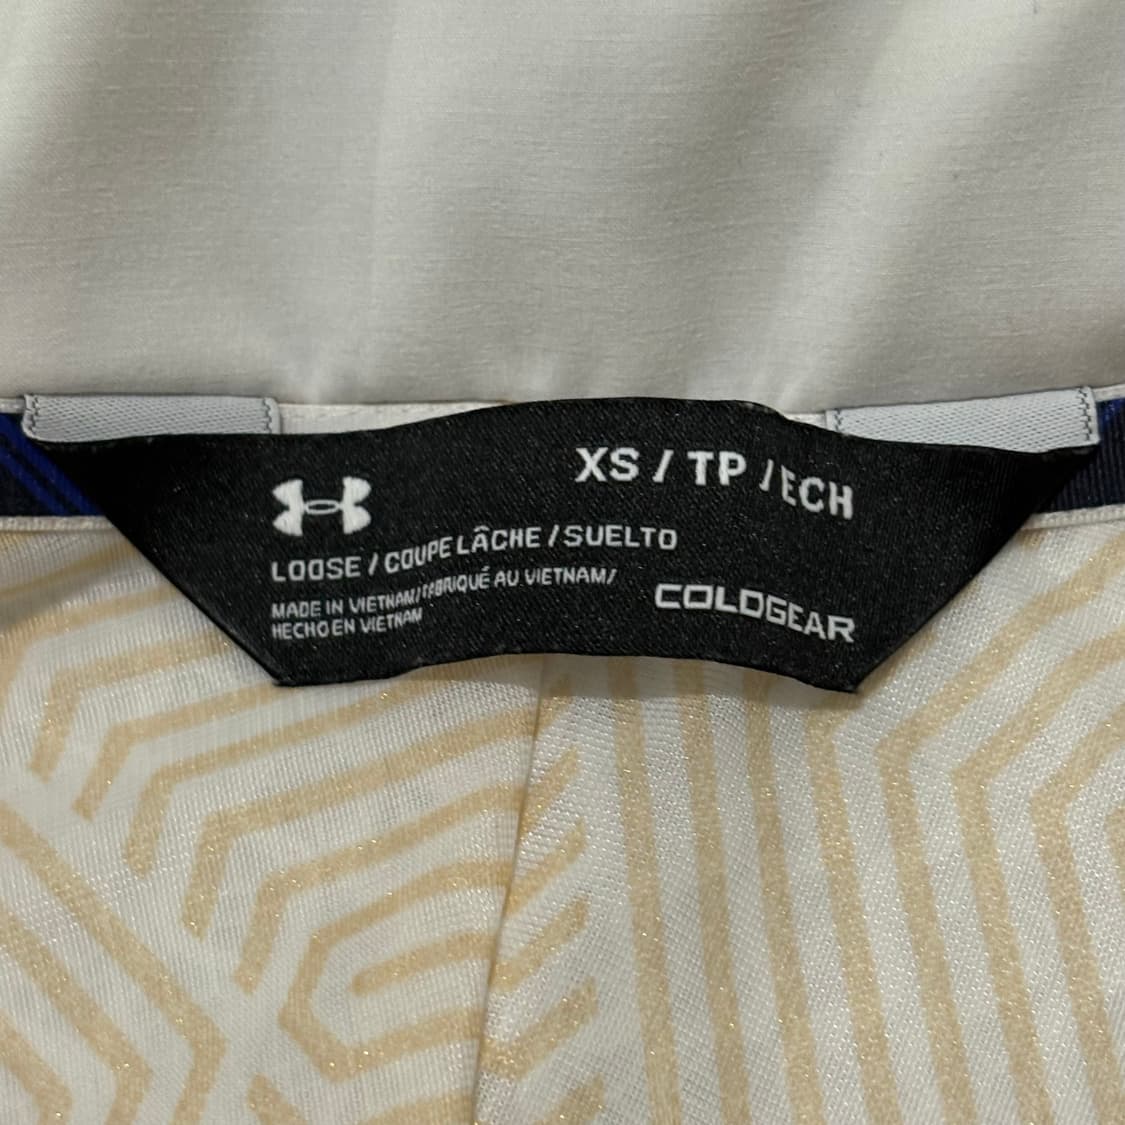 XS / TP / ECH
LOOSE / COUPE LÂCHE / SUELTO
MADE IN VIETNAM / FABRIQUÉ AU VIETNAM /
HECHO EN VIETNAM
COLDGEAR